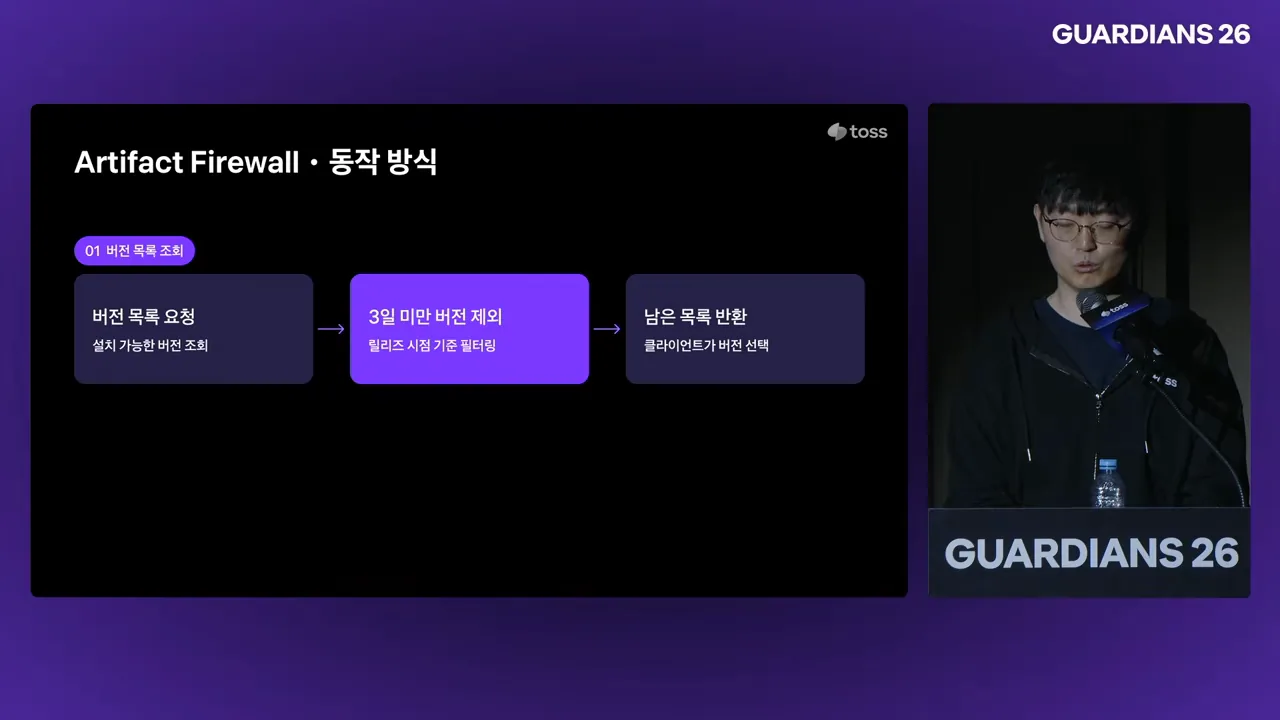 GUARDIANS 26
toss
Artifact Firewall · 동작 방식
01 버전 목록 조회
버전 목록 요청
설치 가능한 버전 조회
3일 미만 버전 제외
릴리즈 시점 기준 필터링
남은 목록 반환
클라이언트가 버전 선택
toss
GUARDIANS 26